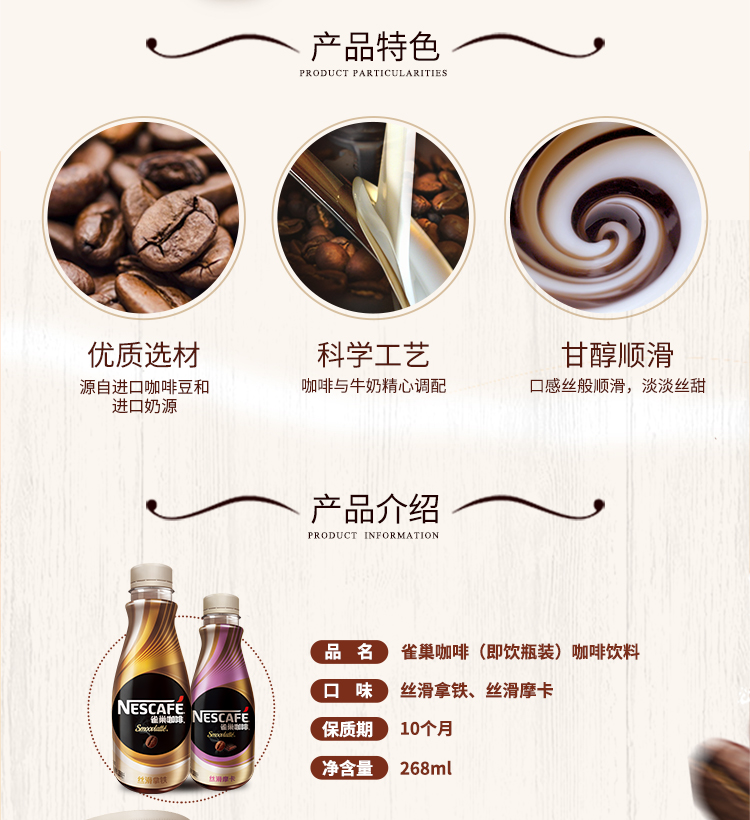 产品特色
PRODUCT PARTICULARITIES
优质选材
源自进口咖啡豆和
进口奶源
科学工艺
咖啡与牛奶精心调配
甘醇顺滑
口感丝般顺滑，淡淡丝甜
产品介绍
PRODUCT INFORMATION
NESCAFÉ
雀巢咖啡
Smoovlatté
丝滑拿铁
NESCAFÉ
雀巢咖啡
Smoovlatté
丝滑摩卡
品 名 雀巢咖啡（即饮瓶装）咖啡饮料
口 味 丝滑拿铁、丝滑摩卡
保质期 10个月
净含量 268ml